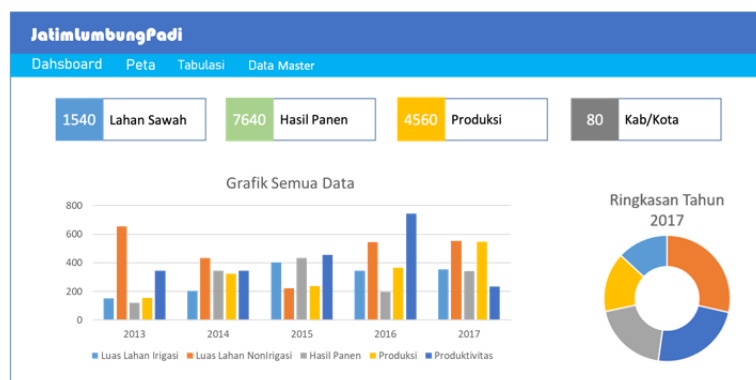 JatimLumbungPadi
Dahsboard Peta Tabulasi Data Master
1540 Lahan Sawah 7640 Hasil Panen 4560 Produksi 80 Kab/Kota
Grafik Semua Data
800
600
400
200
0
2013 2014 2015 2016 2017
Luas Lahan Irigasi Luas Lahan NonIrigasi Hasil Panen Produksi Produktivitas
Ringkasan Tahun
2017